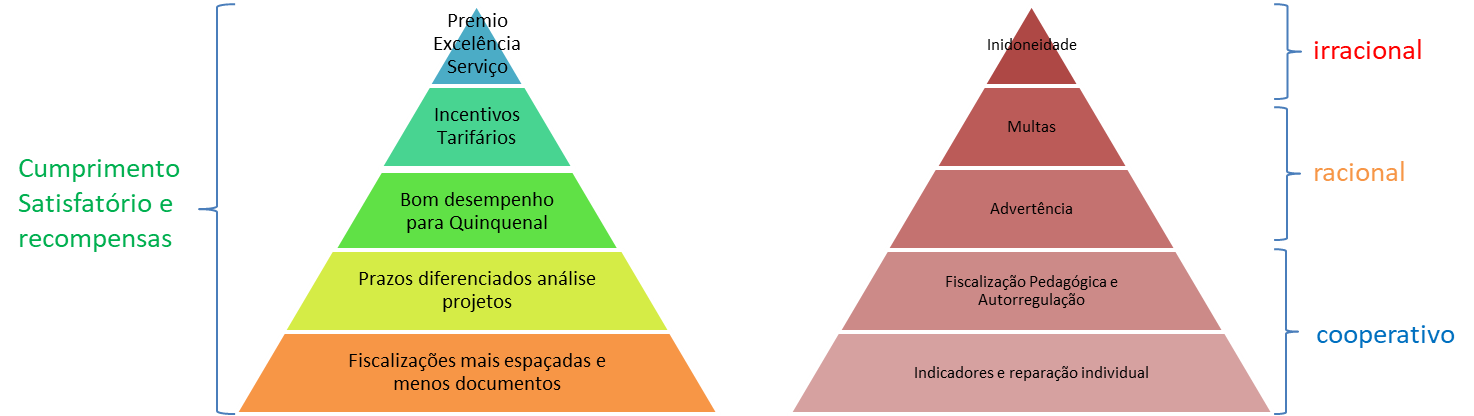 Cumprimento
Satisfatório e
recompensas
Premio
Excelência
Serviço
Incentivos
Tarifários
Bom desempenho
para Quinquenal
Prazos diferenciados análise
projetos
Fiscalizações mais espaçadas e
menos documentos
Inidoneidade
Multas
Advertência
Fiscalização Pedagógica e
Autorregulação
Indicadores e reparação individual
irracional
racional
cooperativo